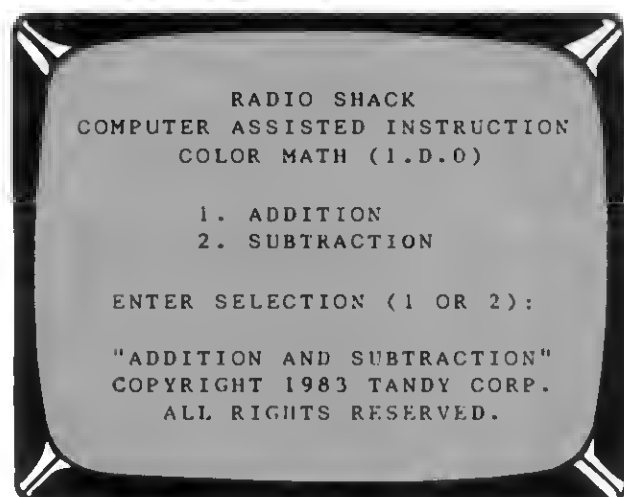 RADIO SHACK
COMPUTER ASSISTED INSTRUCTION
COLOR MATH (1.D.0)
1. ADDITION
2. SUBTRACTION
ENTER SELECTION (1 OR 2):
"ADDITION AND SUBTRACTION"
COPYRIGHT 1983 TANDY CORP.
ALL RIGHTS RESERVED.